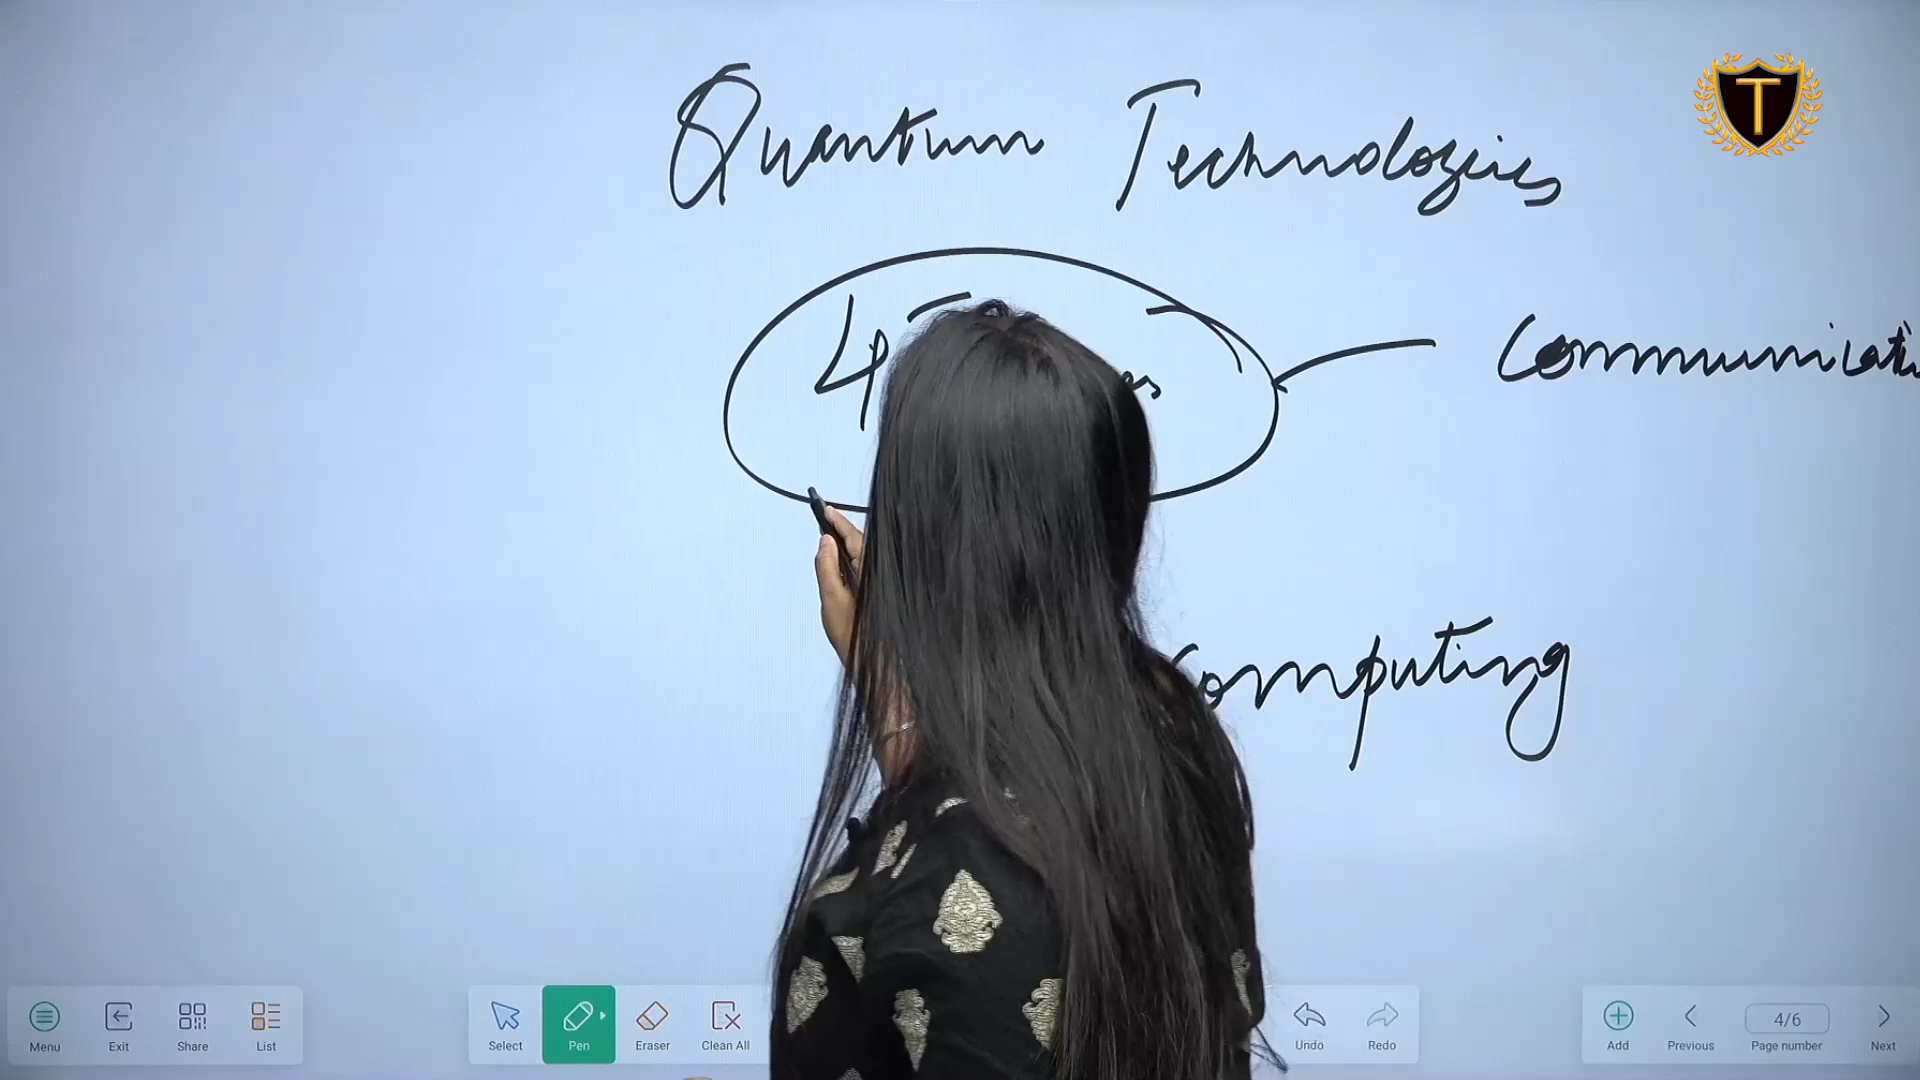 T
Quantum Technologies
4
Communicati
omputing
Menu
Exit
Share
List
Select
Pen
Eraser
Clean All
Undo
Redo
Add
Previous
4/6
Page number
Next